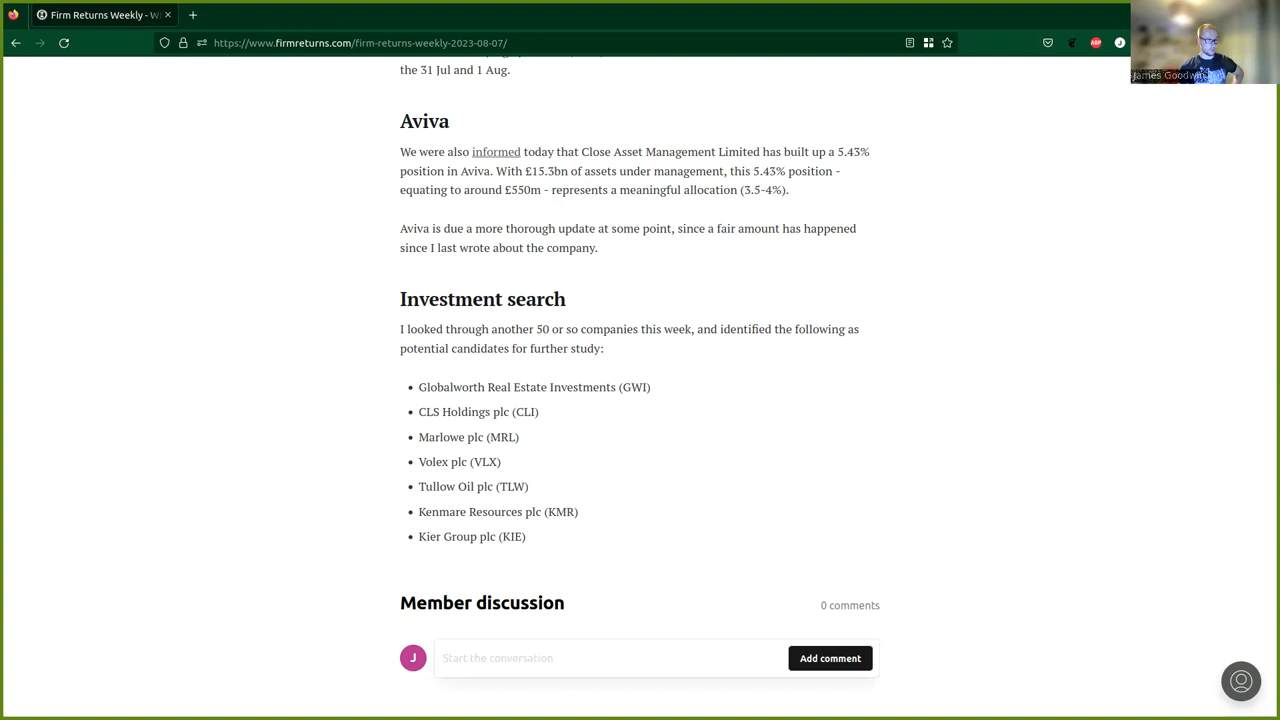 Firm Returns Weekly - W
https://www.firmreturns.com/firm-returns-weekly-2023-08-07/
ABP
J
James Goodwin
the 31 Jul and 1 Aug.
Aviva
We were also informed today that Close Asset Management Limited has built up a 5.43%
position in Aviva. With £15.3bn of assets under management, this 5.43% position -
equating to around £550m - represents a meaningful allocation (3.5-4%).
Aviva is due a more thorough update at some point, since a fair amount has happened
since I last wrote about the company.
Investment search
I looked through another 50 or so companies this week, and identified the following as
potential candidates for further study:
• Globalworth Real Estate Investments (GWI)
• CLS Holdings plc (CLI)
• Marlowe plc (MRL)
• Volex plc (VLX)
• Tullow Oil plc (TLW)
• Kenmare Resources plc (KMR)
• Kier Group plc (KIE)
Member discussion
0 comments
J
Start the conversation
Add comment